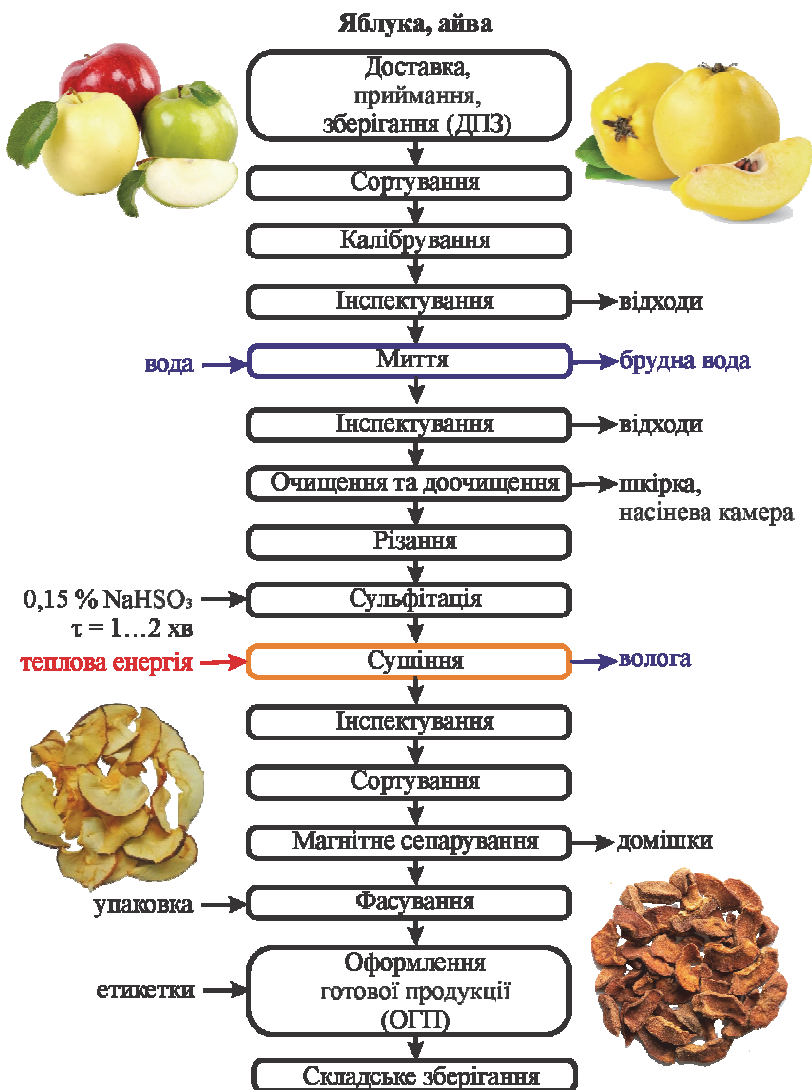 Яблука, айва
Доставка,
приймання,
зберігання (ДПЗ)
Сортування
Калібрування
Інспектування
відходи
вода
Миття
брудна вода
Інспектування
відходи
Очищення та доочищення
шкірка,
насінева камера
Різання
0,15 % NaHSO₃
τ = 1…2 хв
Сульфітація
теплова енергія
Сушіння
волога
Інспектування
Сортування
Магнітне сепарування
домішки
упаковка
Фасування
етикетки
Оформлення
готової продукції
(ОГП)
Складське зберігання